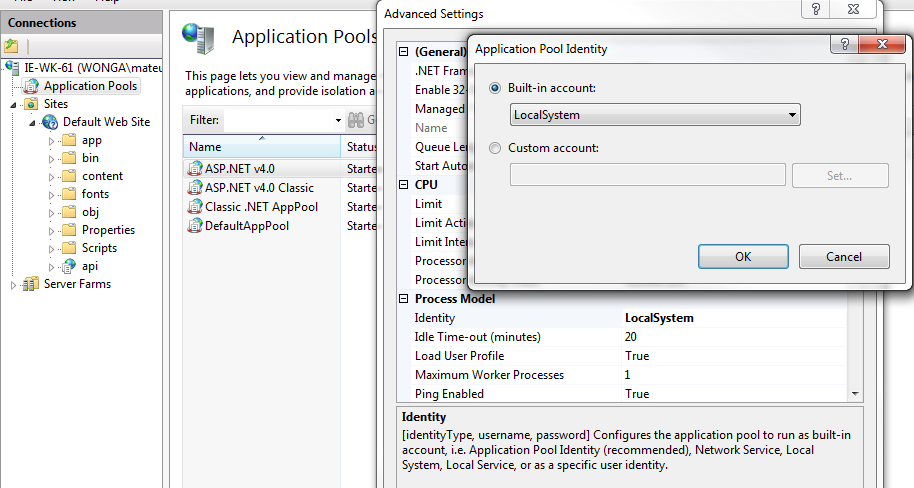 Advanced Settings
Connections
IE-WK-61 (WONGA\mateu
Application Pools
Sites
Default Web Site
app
bin
content
fonts
obj
Properties
Scripts
api
Server Farms
Application Pools
This page lets you view and manage
applications, and provide isolation a
Filter:
G
Name
Status
ASP.NET v4.0
Starte
ASP.NET v4.0 Classic
Starte
Classic .NET AppPool
Starte
DefaultAppPool
Starte
(General)
.NET Fram
Enable 32-
Managed
Name
Queue Len
Start Auto
CPU
Limit
Limit Actio
Limit Inter
Processor
Processor
Process Model
Identity
LocalSystem
Idle Time-out (minutes)
20
Load User Profile
True
Maximum Worker Processes
1
Ping Enabled
True
Identity
[identityType, username, password] Configures the application pool to run as built-in
account, i.e. Application Pool Identity (recommended), Network Service, Local
System, Local Service, or as a specific user identity.
Application Pool Identity
Built-in account:
LocalSystem
Custom account:
Set...
OK
Cancel